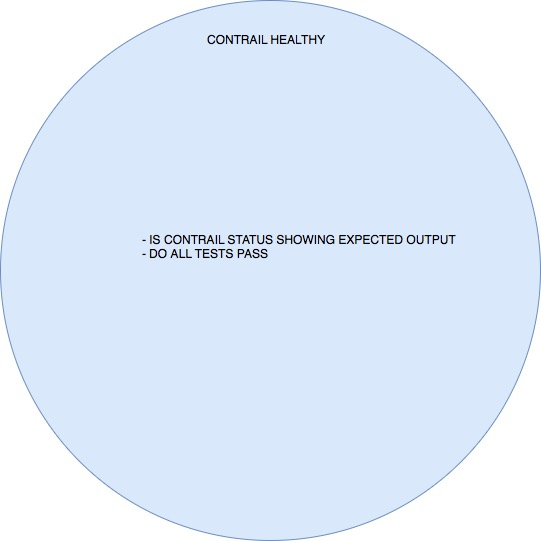 CONTRAIL HEALTHY
- IS CONTRAIL STATUS SHOWING EXPECTED OUTPUT
- DO ALL TESTS PASS